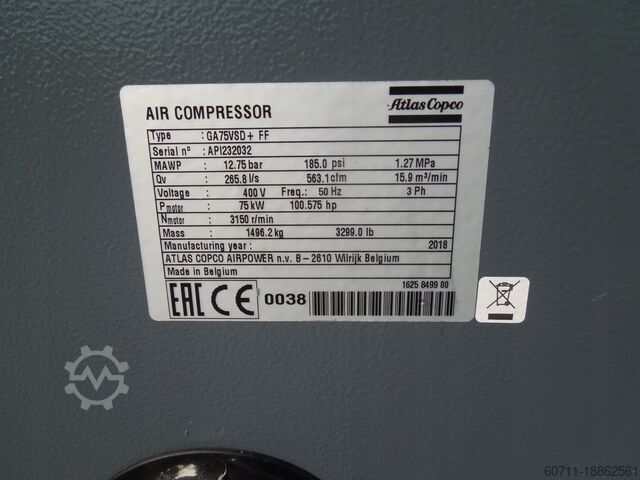 AIR COMPRESSOR
Atlas Copco
Type : GA75VSD+ FF
Serial n° : API232032
MAWP : 12.75 bar 185.0 psi 1.27 MPa
Qv : 265.8 l/s 563.1 cfm 15.9 m³/min
Voltage : 400 V Freq.: 50 Hz 3 Ph
Pmotor : 75 kW 100.575 hp
Nmotor : 3150 r/min
Mass : 1496.2 kg 3299.0 lb
Manufacturing year : 2018
ATLAS COPCO AIRPOWER n.v. B – 2610 Wilrijk Belgium
Made in Belgium
1625 8499 00
EAC CE 0038
60711-18862561